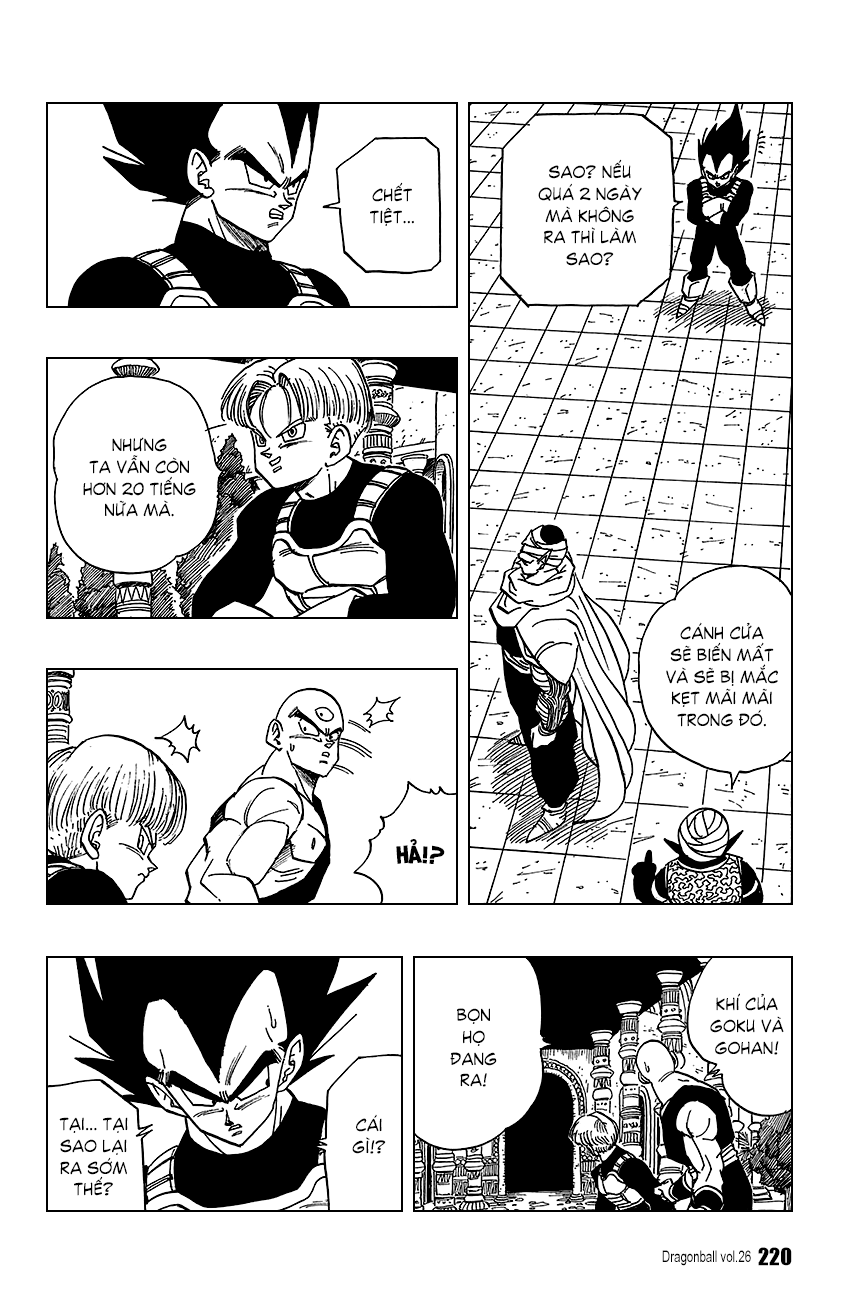 SAO? NẾU
QUÁ 2 NGÀY
MÀ KHÔNG
RA THÌ LÀM
SAO?
CÁNH CỬA
SẼ BIẾN MẤT
VÀ SẼ BỊ MẮC
KẸT MÃI MÃI
TRONG ĐÓ.
CHẾT
TIỆT...
NHƯNG
TA VẪN CÒN
HƠN 20 TIẾNG
NỮA MÀ.
HẢ!?
KHÍ CỦA
GOKU VÀ
GOHAN!
BỌN
HỌ
ĐANG
RA!
CÁI
GÌ!?
TẠI... TẠI
SAO LẠI
RA SỚM
THẾ?
Dragonball vol.26 220